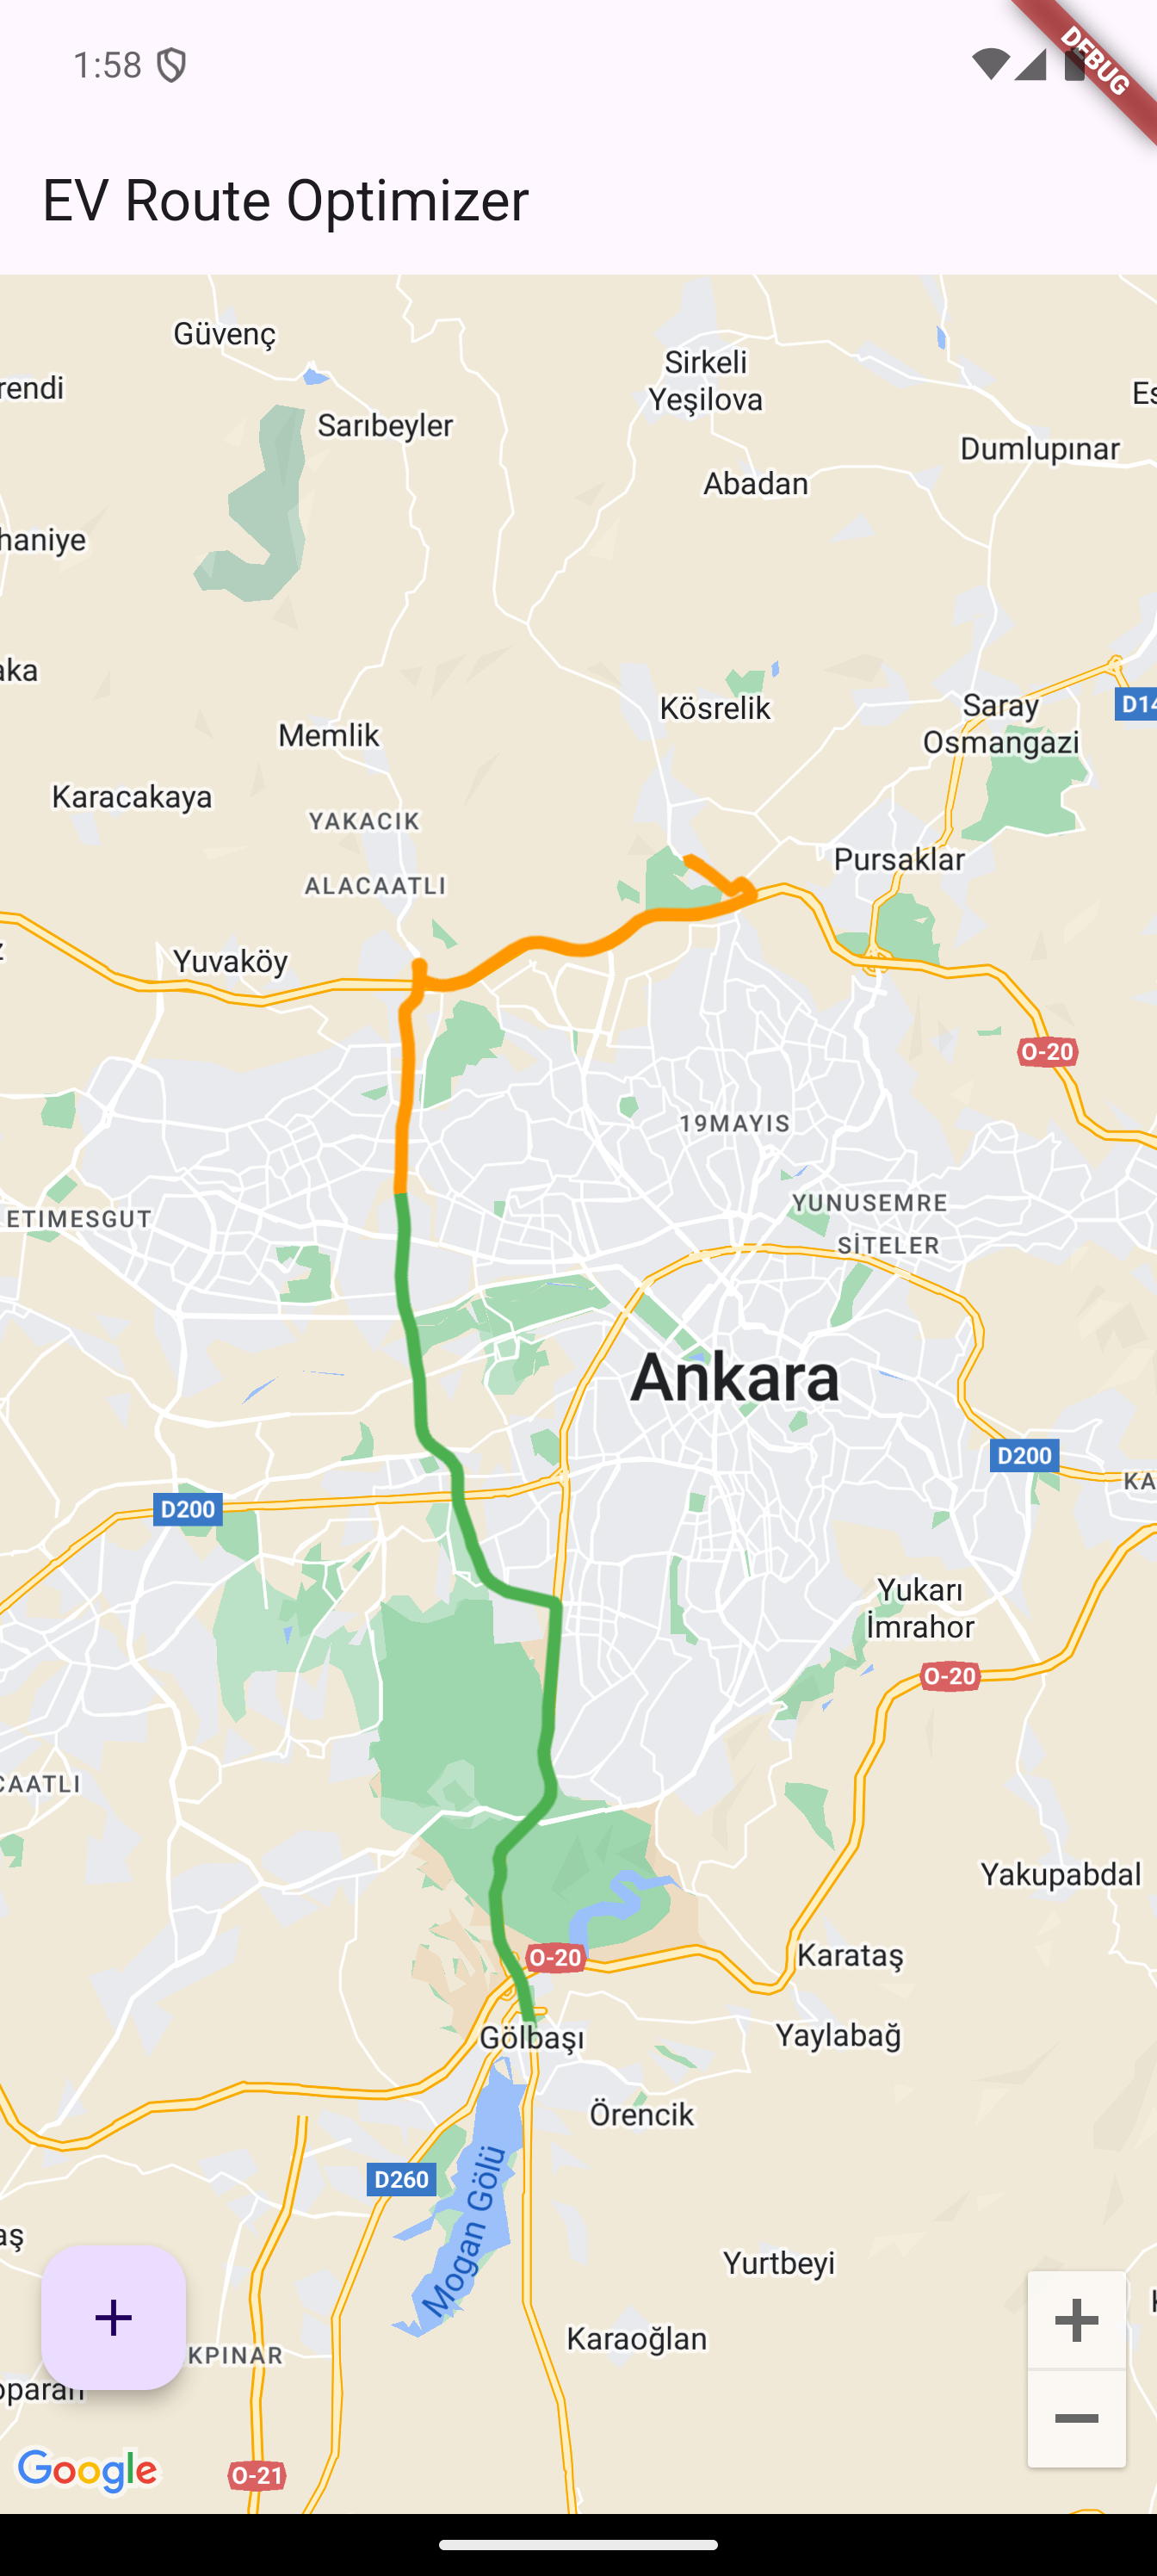 1:58
DEBUG
EV Route Optimizer
Güvenç
Sirkeli
Yeşilova
rendi
Es
Sarıbeyler
Dumlupınar
Abadan
haniye
aka
Kösrelik
Saray
Osmangazi
D14
Memlik
Karacakaya
YAKACIK
Pursaklar
ALACAATLI
Yuvaköy
O-20
19MAYIS
YUNUSEMRE
ETIMESGUT
SİTELER
Ankara
D200
KA
D200
Yukarı
İmrahor
O-20
CAATLI
Yakupabdal
O-20
Karataş
Gölbaşı
Yaylabağ
Örencik
D260
Mogan Gölü
aş
Yurtbeyi
+
+
Karaoğlan
KPINAR
oparan
−
Google
O-21